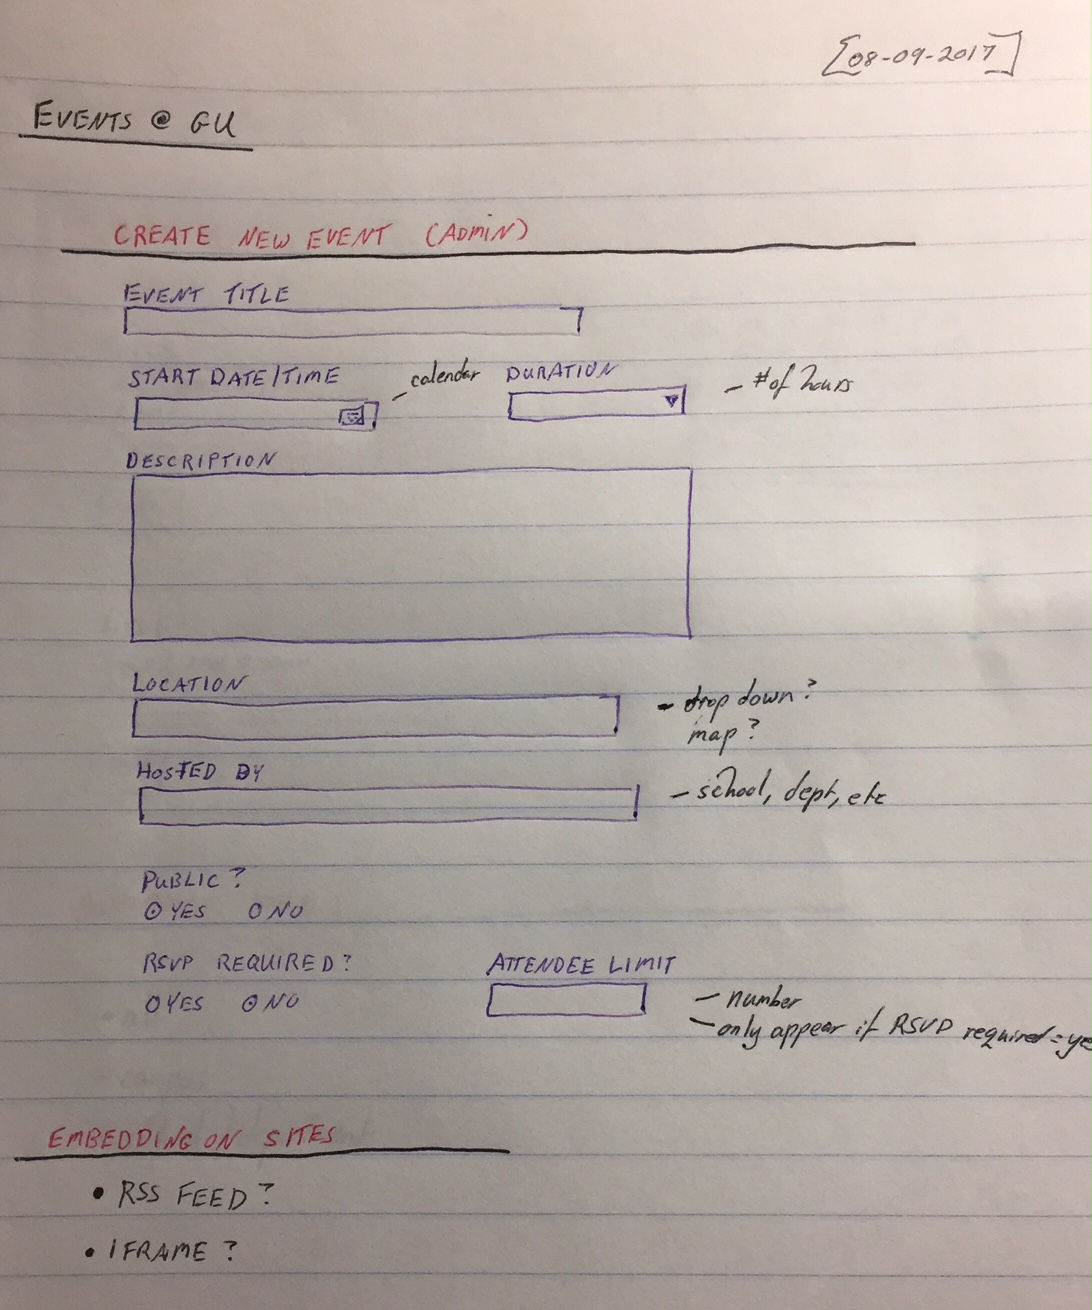 [08-09-2017]
EVENTS @ GU
CREATE NEW EVENT (ADMIN)
EVENT TITLE
START DATE/TIME - calendar DURATION - # of hours
DESCRIPTION
LOCATION
- drop down?
map?
HOSTED BY
- school, dept, etc
PUBLIC?
YES NO
RSVP REQUIRED? ATTENDEE LIMIT
YES NO
- number
- only appear if RSVP required = ye
EMBEDDING ON SITES
• RSS FEED?
• IFRAME?